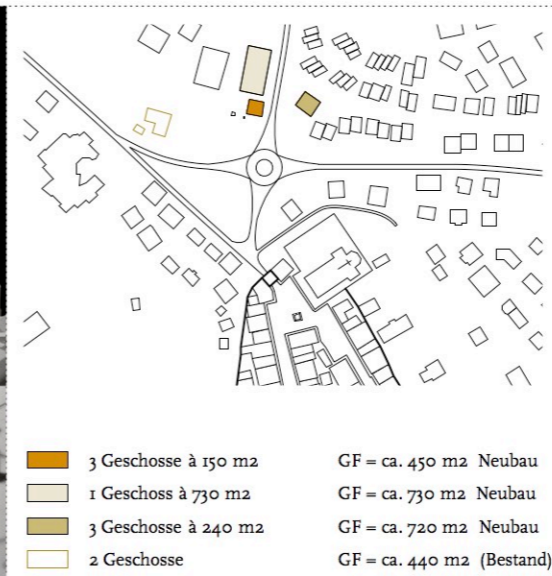 3 Geschosse à 150 m2 GF = ca. 450 m2 Neubau
1 Geschoss à 730 m2 GF = ca. 730 m2 Neubau
3 Geschosse à 240 m2 GF = ca. 720 m2 Neubau
2 Geschosse GF = ca. 440 m2 (Bestand)